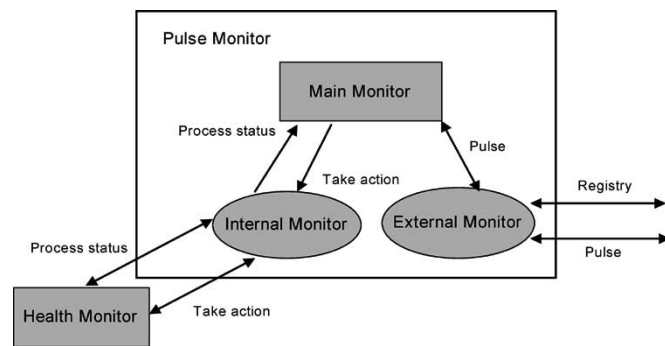 Pulse Monitor
Main Monitor
Process status
Pulse
Take action
Registry
Internal Monitor
External Monitor
Process status
Pulse
Take action
Health Monitor